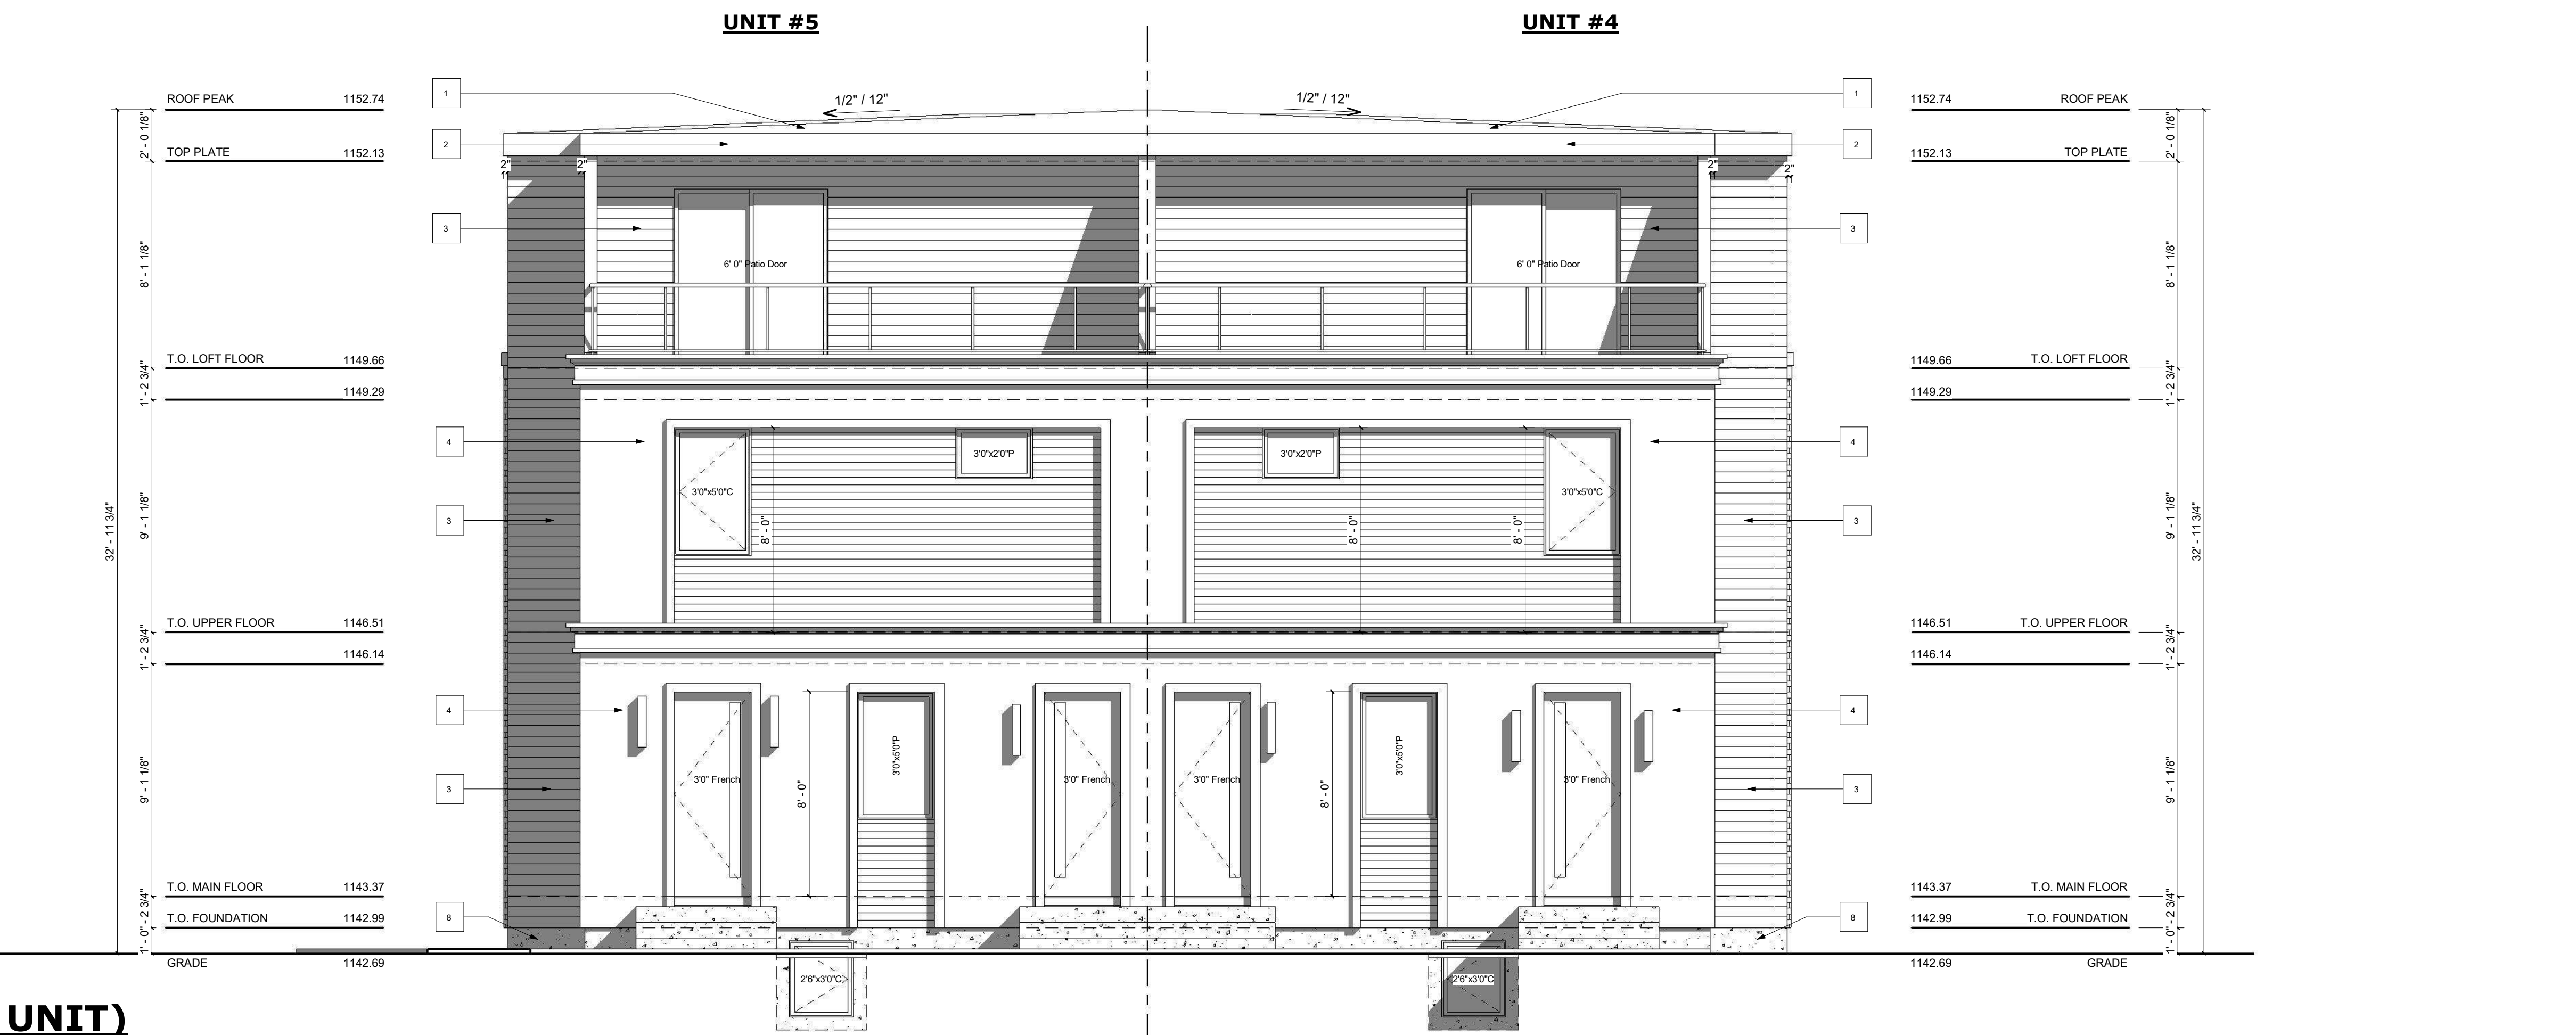 UNIT #5
UNIT #4
ROOF PEAK 1152.74
1
1/2" / 12"
1/2" / 12"
1
1152.74 ROOF PEAK
2' - 0 1/8"
2' - 0 1/8"
TOP PLATE 1152.13
2
2
1152.13 TOP PLATE
2"
2"
2"
2"
3
3
8' - 1 1/8"
6' 0" Patio Door
6' 0" Patio Door
8' - 1 1/8"
T.O. LOFT FLOOR 1149.66
1149.66 T.O. LOFT FLOOR
1' - 2 3/4"
1' - 2 3/4"
1149.29
1149.29
4
3'0"x2'0"P
3'0"x2'0"P
4
3'0"x5'0"C
3'0"x5'0"C
32' - 11 3/4"
9' - 1 1/8"
3
8' - 0"
8' - 0"
8' - 0"
3
9' - 1 1/8"
32' - 11 3/4"
T.O. UPPER FLOOR 1146.51
1146.51 T.O. UPPER FLOOR
1' - 2 3/4"
1' - 2 3/4"
1146.14
1146.14
4
4
3'0"x5'0"P
3'0"x5'0"P
3'0" French
3'0" French
3'0" French
3'0" French
9' - 1 1/8"
3
8' - 0"
8' - 0"
3
9' - 1 1/8"
T.O. MAIN FLOOR 1143.37
1143.37 T.O. MAIN FLOOR
1' - 2 3/4"
1' - 2 3/4"
T.O. FOUNDATION 1142.99
8
8
1142.99 T.O. FOUNDATION
1' - 0"
1' - 0"
GRADE 1142.69
1142.69 GRADE
2'6"x3'0"C
2'6"x3'0"C
UNIT)